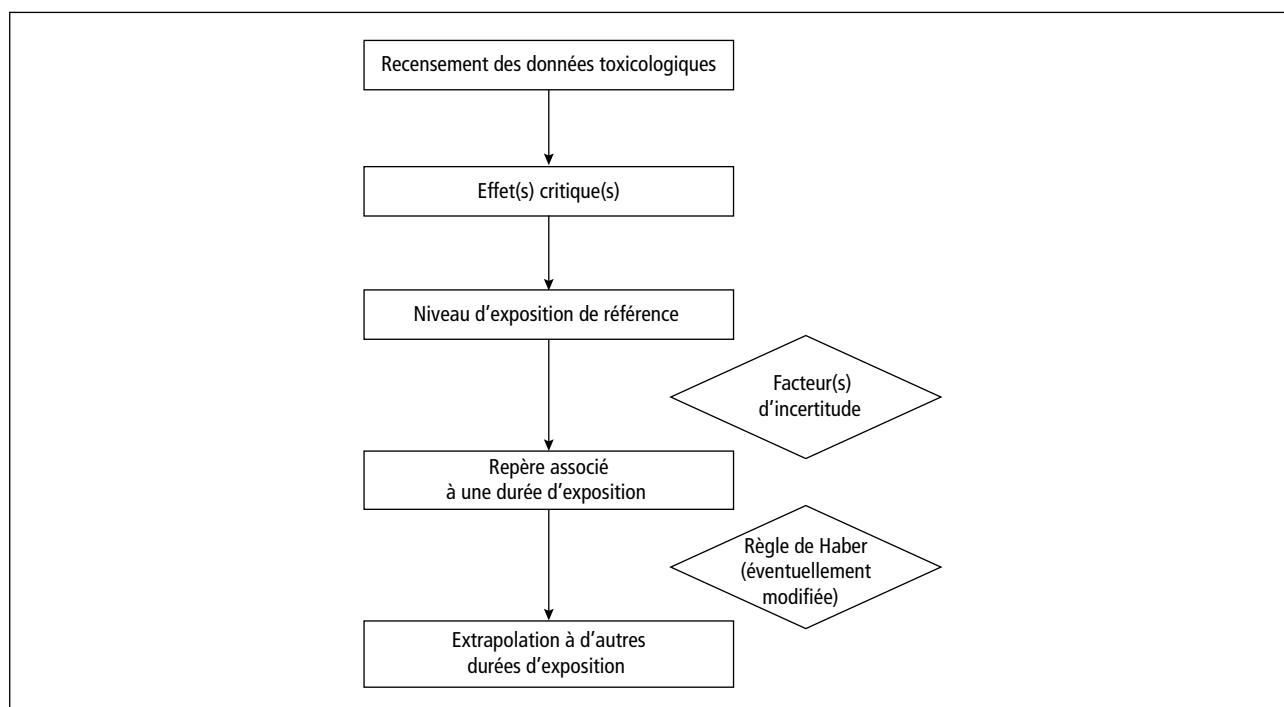 Recensement des données toxicologiques
Effet(s) critique(s)
Niveau d’exposition de référence
Facteur(s)
d’incertitude
Repère associé
à une durée d’exposition
Règle de Haber
(éventuellement
modifiée)
Extrapolation à d’autres
durées d’exposition